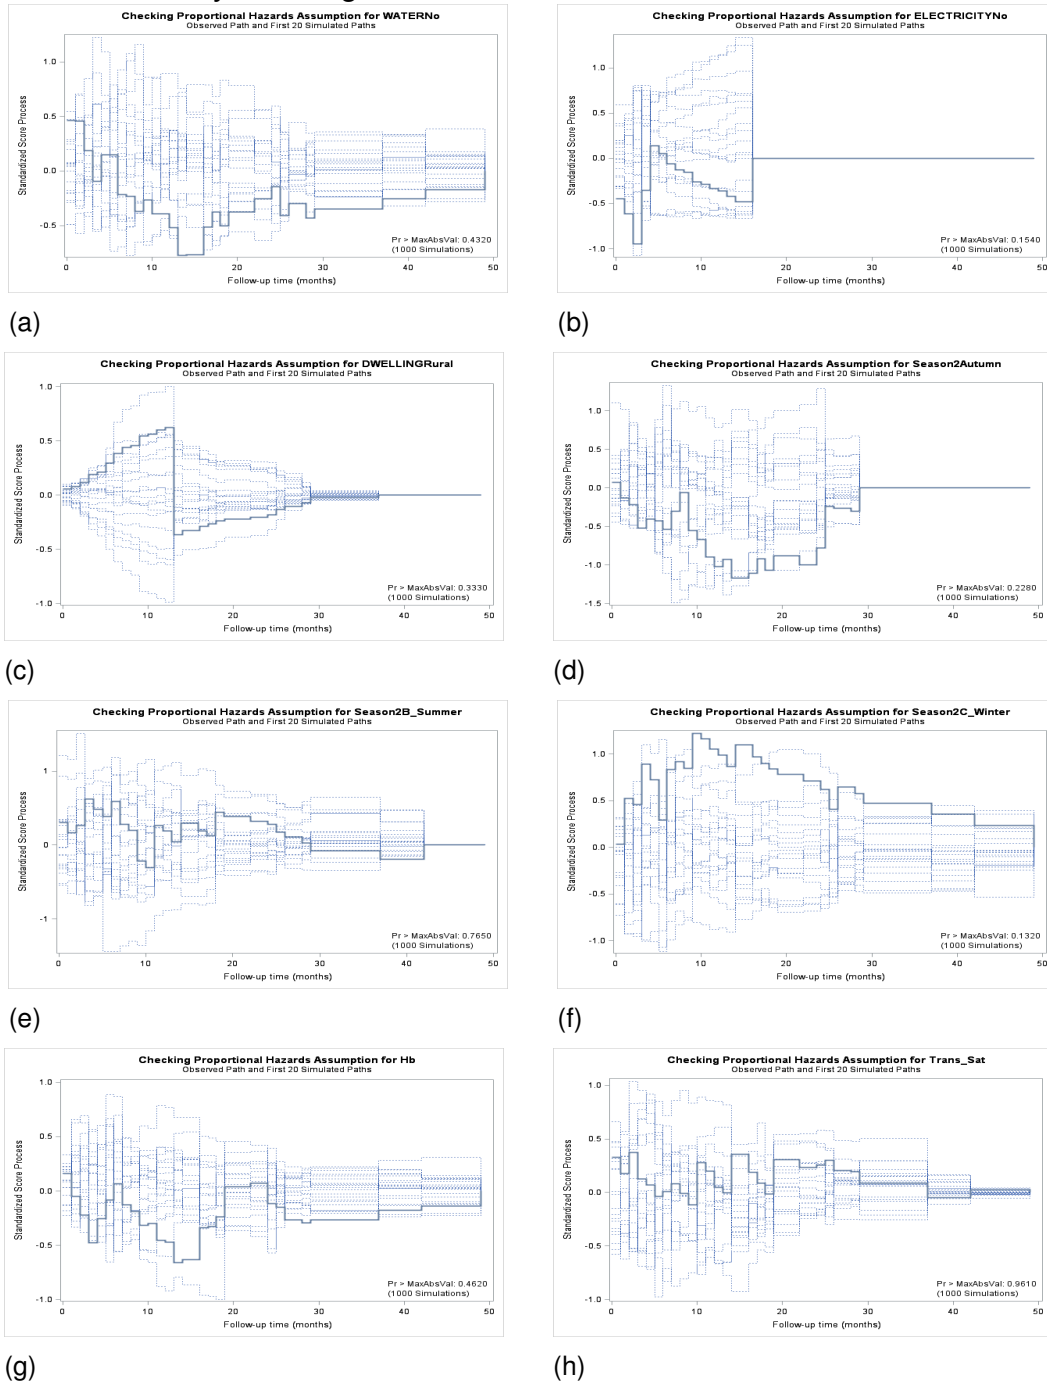 Checking Proportional Hazards Assumption for WATERNo
Observed Path and First 20 Simulated Paths
Standardized Score Process
1.0
0.5
0.0
-0.5
Pr > MaxAbsVal: 0.4320
(1000 Simulations)
0 10 20 30 40 50
Follow-up time (months)
(a)
Checking Proportional Hazards Assumption for ELECTRICITYNo
Observed Path and First 20 Simulated Paths
Standardized Score Process
1.0
0.5
0.0
-0.5
-1.0
Pr > MaxAbsVal: 0.1540
(1000 Simulations)
0 10 20 30 40 50
Follow-up time (months)
(b)
Checking Proportional Hazards Assumption for DWELLINGRural
Observed Path and First 20 Simulated Paths
Standardized Score Process
1.0
0.5
0.0
-0.5
-1.0
Pr > MaxAbsVal: 0.3330
(1000 Simulations)
0 10 20 30 40 50
Follow-up time (months)
(c)
Checking Proportional Hazards Assumption for Season2Autumn
Observed Path and First 20 Simulated Paths
Standardized Score Process
1.0
0.5
0.0
-0.5
-1.0
-1.5
Pr > MaxAbsVal: 0.2280
(1000 Simulations)
0 10 20 30 40 50
Follow-up time (months)
(d)
Checking Proportional Hazards Assumption for Season2B_Summer
Observed Path and First 20 Simulated Paths
Standardized Score Process
1
0
-1
Pr > MaxAbsVal: 0.7650
(1000 Simulations)
0 10 20 30 40 50
Follow-up time (months)
(e)
Checking Proportional Hazards Assumption for Season2C_Winter
Observed Path and First 20 Simulated Paths
Standardized Score Process
1.0
0.5
0.0
-0.5
-1.0
Pr > MaxAbsVal: 0.1320
(1000 Simulations)
0 10 20 30 40 50
Follow-up time (months)
(f)
Checking Proportional Hazards Assumption for Hb
Observed Path and First 20 Simulated Paths
Standardized Score Process
1.0
0.5
0.0
-0.5
-1.0
Pr > MaxAbsVal: 0.4620
(1000 Simulations)
0 10 20 30 40 50
Follow-up time (months)
(g)
Checking Proportional Hazards Assumption for Trans_Sat
Observed Path and First 20 Simulated Paths
Standardized Score Process
1.0
0.5
0.0
-0.5
-1.0
Pr > MaxAbsVal: 0.9610
(1000 Simulations)
0 10 20 30 40 50
Follow-up time (months)
(h)